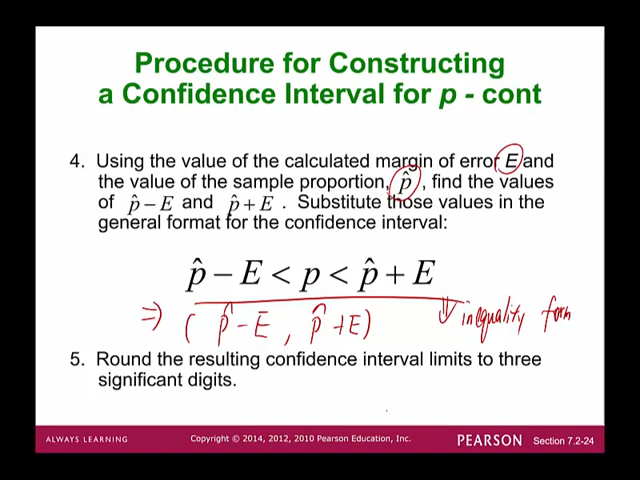 Procedure for Constructing
a Confidence Interval for p - cont
4. Using the value of the calculated margin of error E and
the value of the sample proportion, p̂ , find the values
of p̂ − E and p̂ + E . Substitute those values in the
general format for the confidence interval:
p̂ − E < p < p̂ + E
⇒ ( p̂ − E , p̂ + E) ⇓ inequality form
5. Round the resulting confidence interval limits to three
significant digits.
ALWAYS LEARNING Copyright © 2014, 2012, 2010 Pearson Education, Inc. PEARSON Section 7.2-24